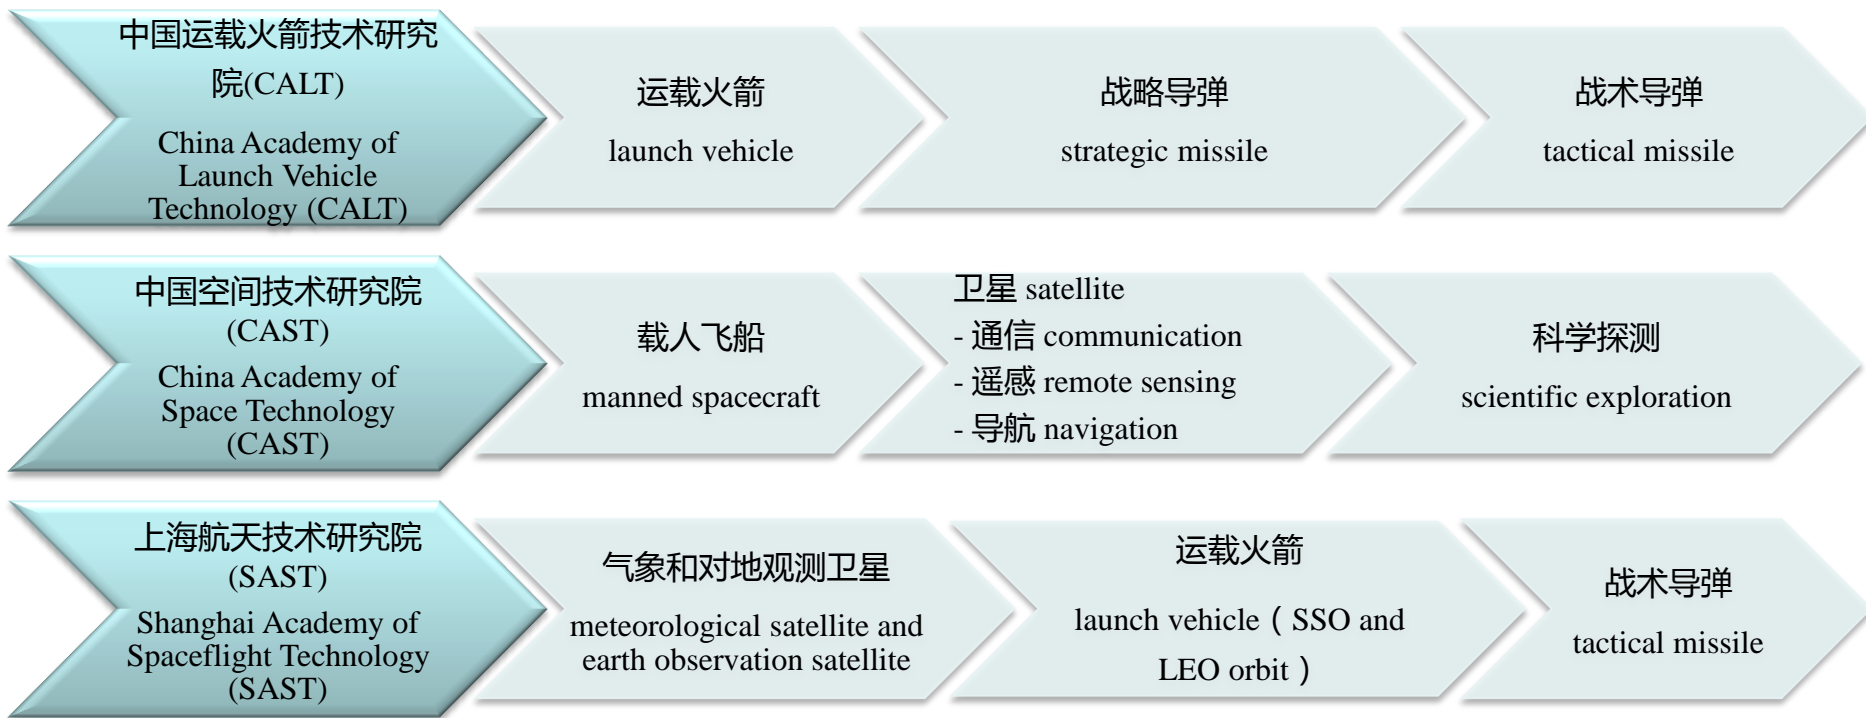 中国运载火箭技术研究
院(CALT)
China Academy of
Launch Vehicle
Technology (CALT)
运载火箭
launch vehicle
战略导弹
strategic missile
战术导弹
tactical missile
中国空间技术研究院
(CAST)
China Academy of
Space Technology
(CAST)
载人飞船
manned spacecraft
卫星 satellite
- 通信 communication
- 遥感 remote sensing
- 导航 navigation
科学探测
scientific exploration
上海航天技术研究院
(SAST)
Shanghai Academy of
Spaceflight Technology
(SAST)
气象和对地观测卫星
meteorological satellite and
earth observation satellite
运载火箭
launch vehicle（SSO and
LEO orbit）
战术导弹
tactical missile